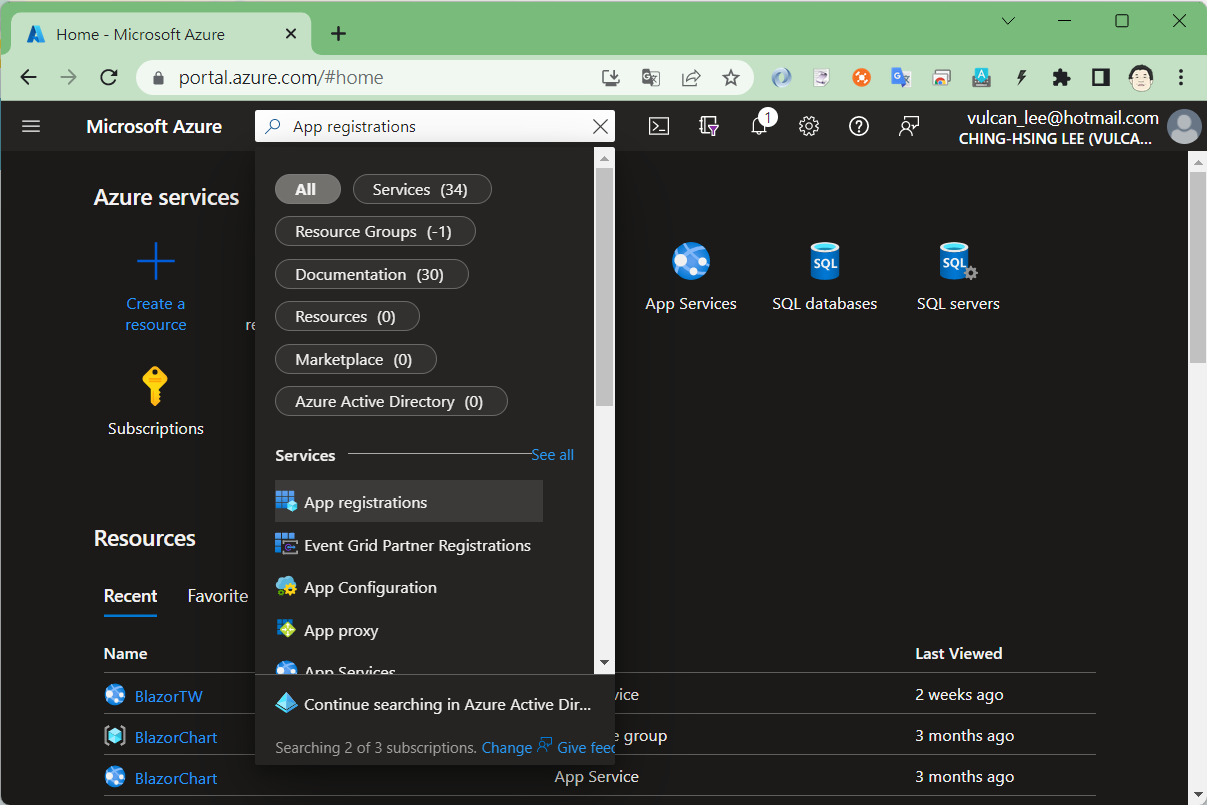 Home - Microsoft Azure
portal.azure.com/#home
Microsoft Azure
App registrations
1
vulcan_lee@hotmail.com
CHING-HSING LEE (VULCA...
Azure services
Create a
resource
Subscriptions
All
Services (34)
Resource Groups (-1)
Documentation (30)
Resources (0)
Marketplace (0)
Azure Active Directory (0)
Services
See all
App registrations
Event Grid Partner Registrations
App Configuration
App proxy
App Services
Continue searching in Azure Active Dir...
Searching 2 of 3 subscriptions. Change Give feed
App Services
SQL
SQL databases
SQL
SQL servers
Resources
Recent
Favorite
Name
Last Viewed
BlazorTW
2 weeks ago
BlazorChart
group
3 months ago
BlazorChart
App Service
3 months ago